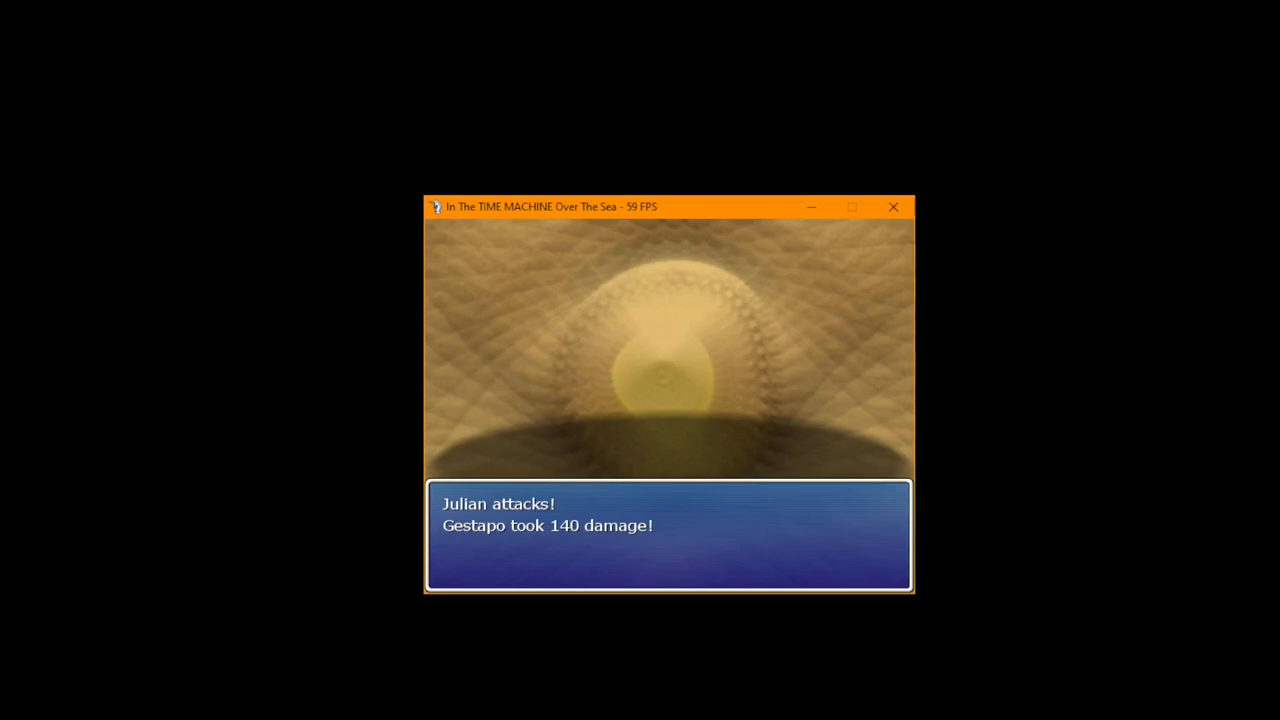 In The TIME MACHINE Over The Sea - 59 FPS
Julian attacks!
Gestapo took 140 damage!